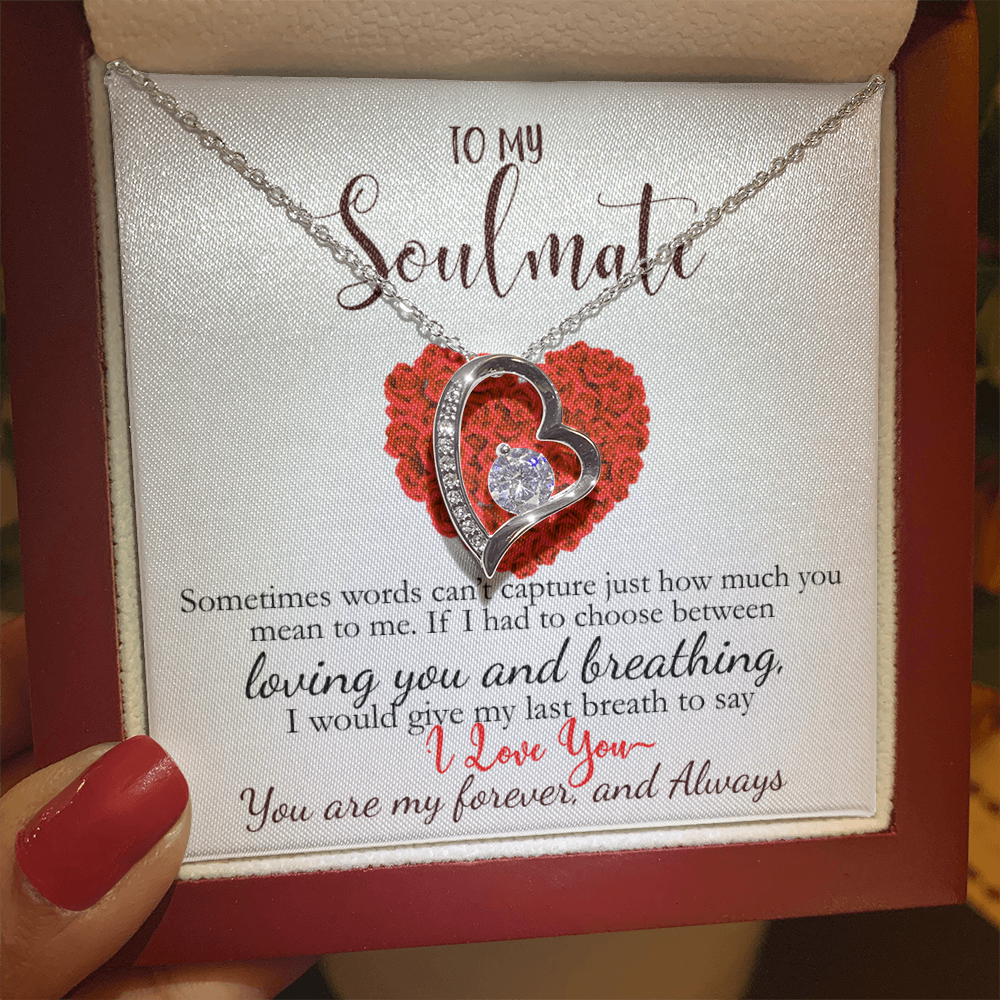 TO MY
Soulmate
Sometimes words can't capture just how much you
mean to me. If I had to choose between
loving you and breathing,
I would give my last breath to say
I Love You
You are my forever, and Always